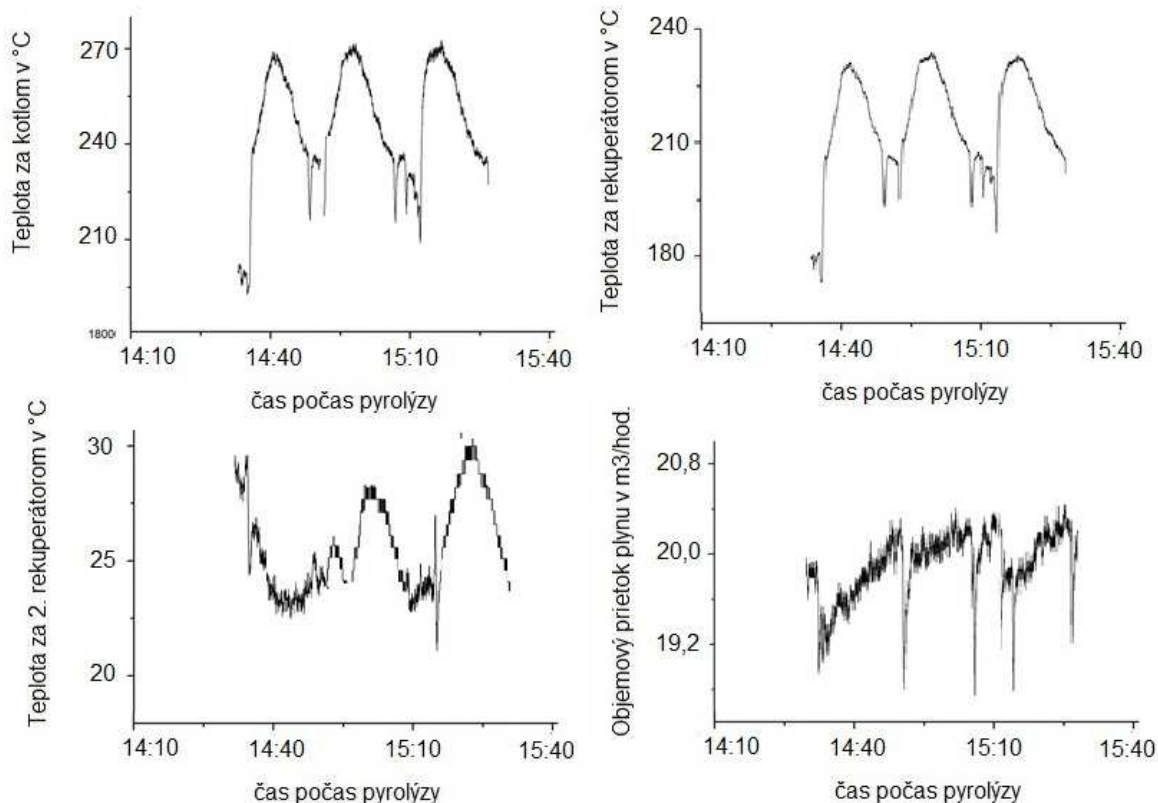 Teplota za kotlom v °C
270
240
210
1800
14:10 14:40 15:10 15:40
čas počas pyrolýzy
Teplota za rekuperátorom v °C
240
210
180
14:10 14:40 15:10 15:40
čas počas pyrolýzy
Teplota za 2. rekuperátorom v °C
30
25
20
14:10 14:40 15:10 15:40
čas počas pyrolýzy
Objemový prietok plynu v m3/hod.
20,8
20,0
19,2
14:10 14:40 15:10 15:40
čas počas pyrolýzy